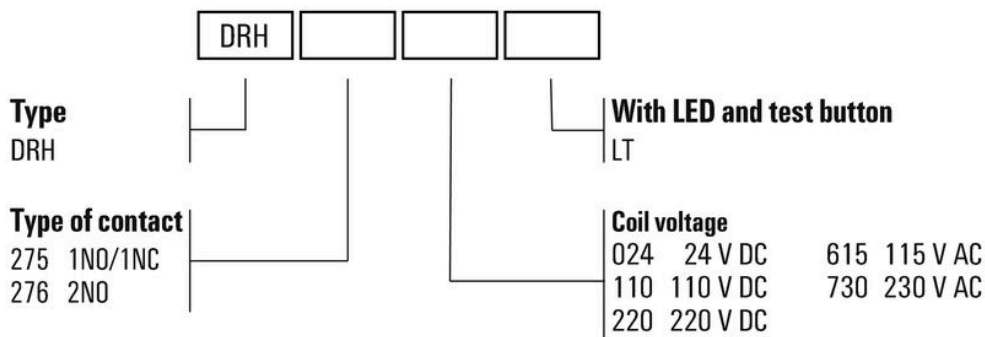 DRH
Type
DRH
With LED and test button
LT
Type of contact
275 1NO/1NC
276 2NO
Coil voltage
024 24 V DC 615 115 V AC
110 110 V DC 730 230 V AC
220 220 V DC